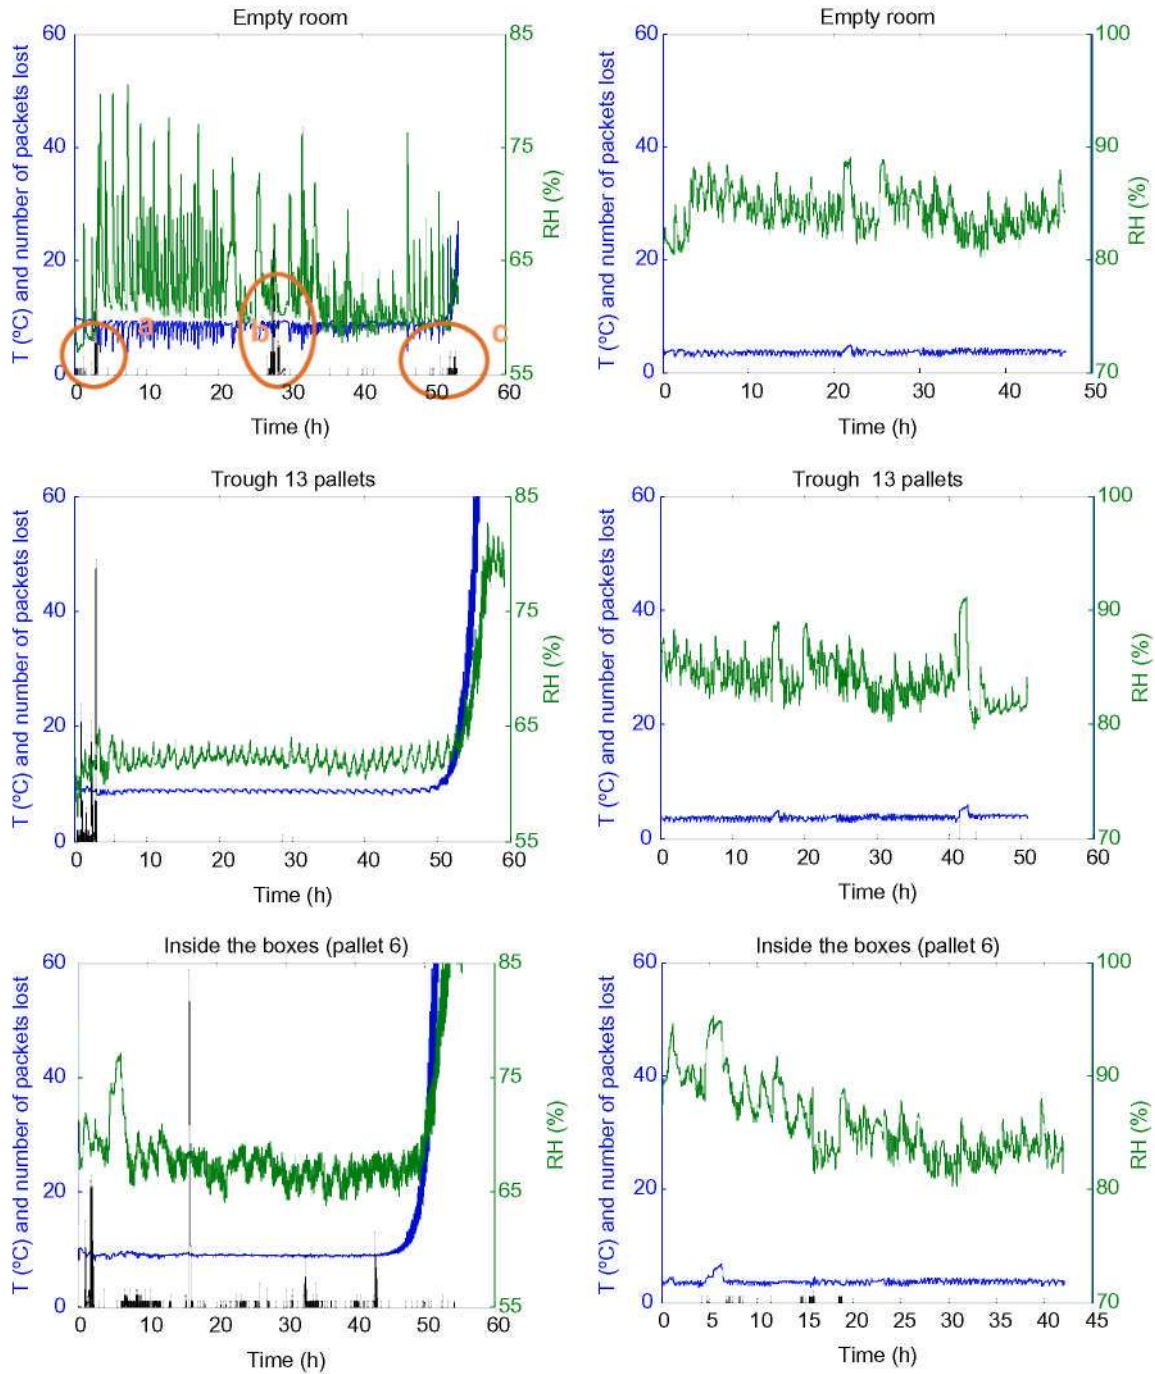 Empty room
T (ºC) and number of packets lost
60
40
20
0
85
75
65
55
RH (%)
a
b
c
0 10 20 30 40 50 60
Time (h)
Empty room
T (ºC) and number of packets lost
60
40
20
0
100
90
80
70
RH (%)
0 10 20 30 40 50
Time (h)
Trough 13 pallets
T (ºC) and number of packets lost
60
40
20
0
85
75
65
55
RH (%)
0 10 20 30 40 50 60
Time (h)
Trough 13 pallets
T (ºC) and number of packets lost
60
40
20
0
100
90
80
70
RH (%)
0 10 20 30 40 50 60
Time (h)
Inside the boxes (pallet 6)
T (ºC) and number of packets lost
60
40
20
0
85
75
65
55
RH (%)
0 10 20 30 40 50 60
Time (h)
Inside the boxes (pallet 6)
T (ºC) and number of packets lost
60
40
20
0
100
90
80
70
RH (%)
0 5 10 15 20 25 30 35 40 45
Time (h)